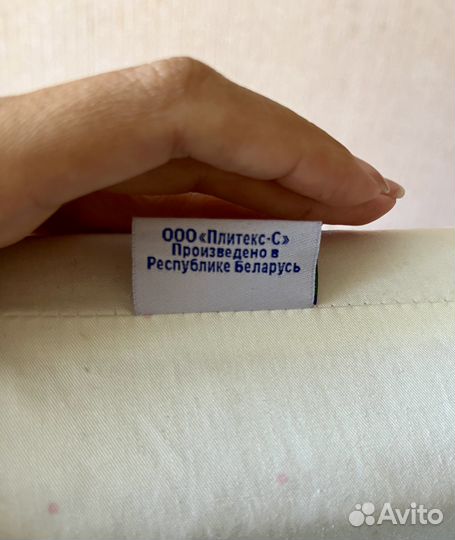 ООО«Плитекс-С»
Произведено в
Республике Беларусь
Avito